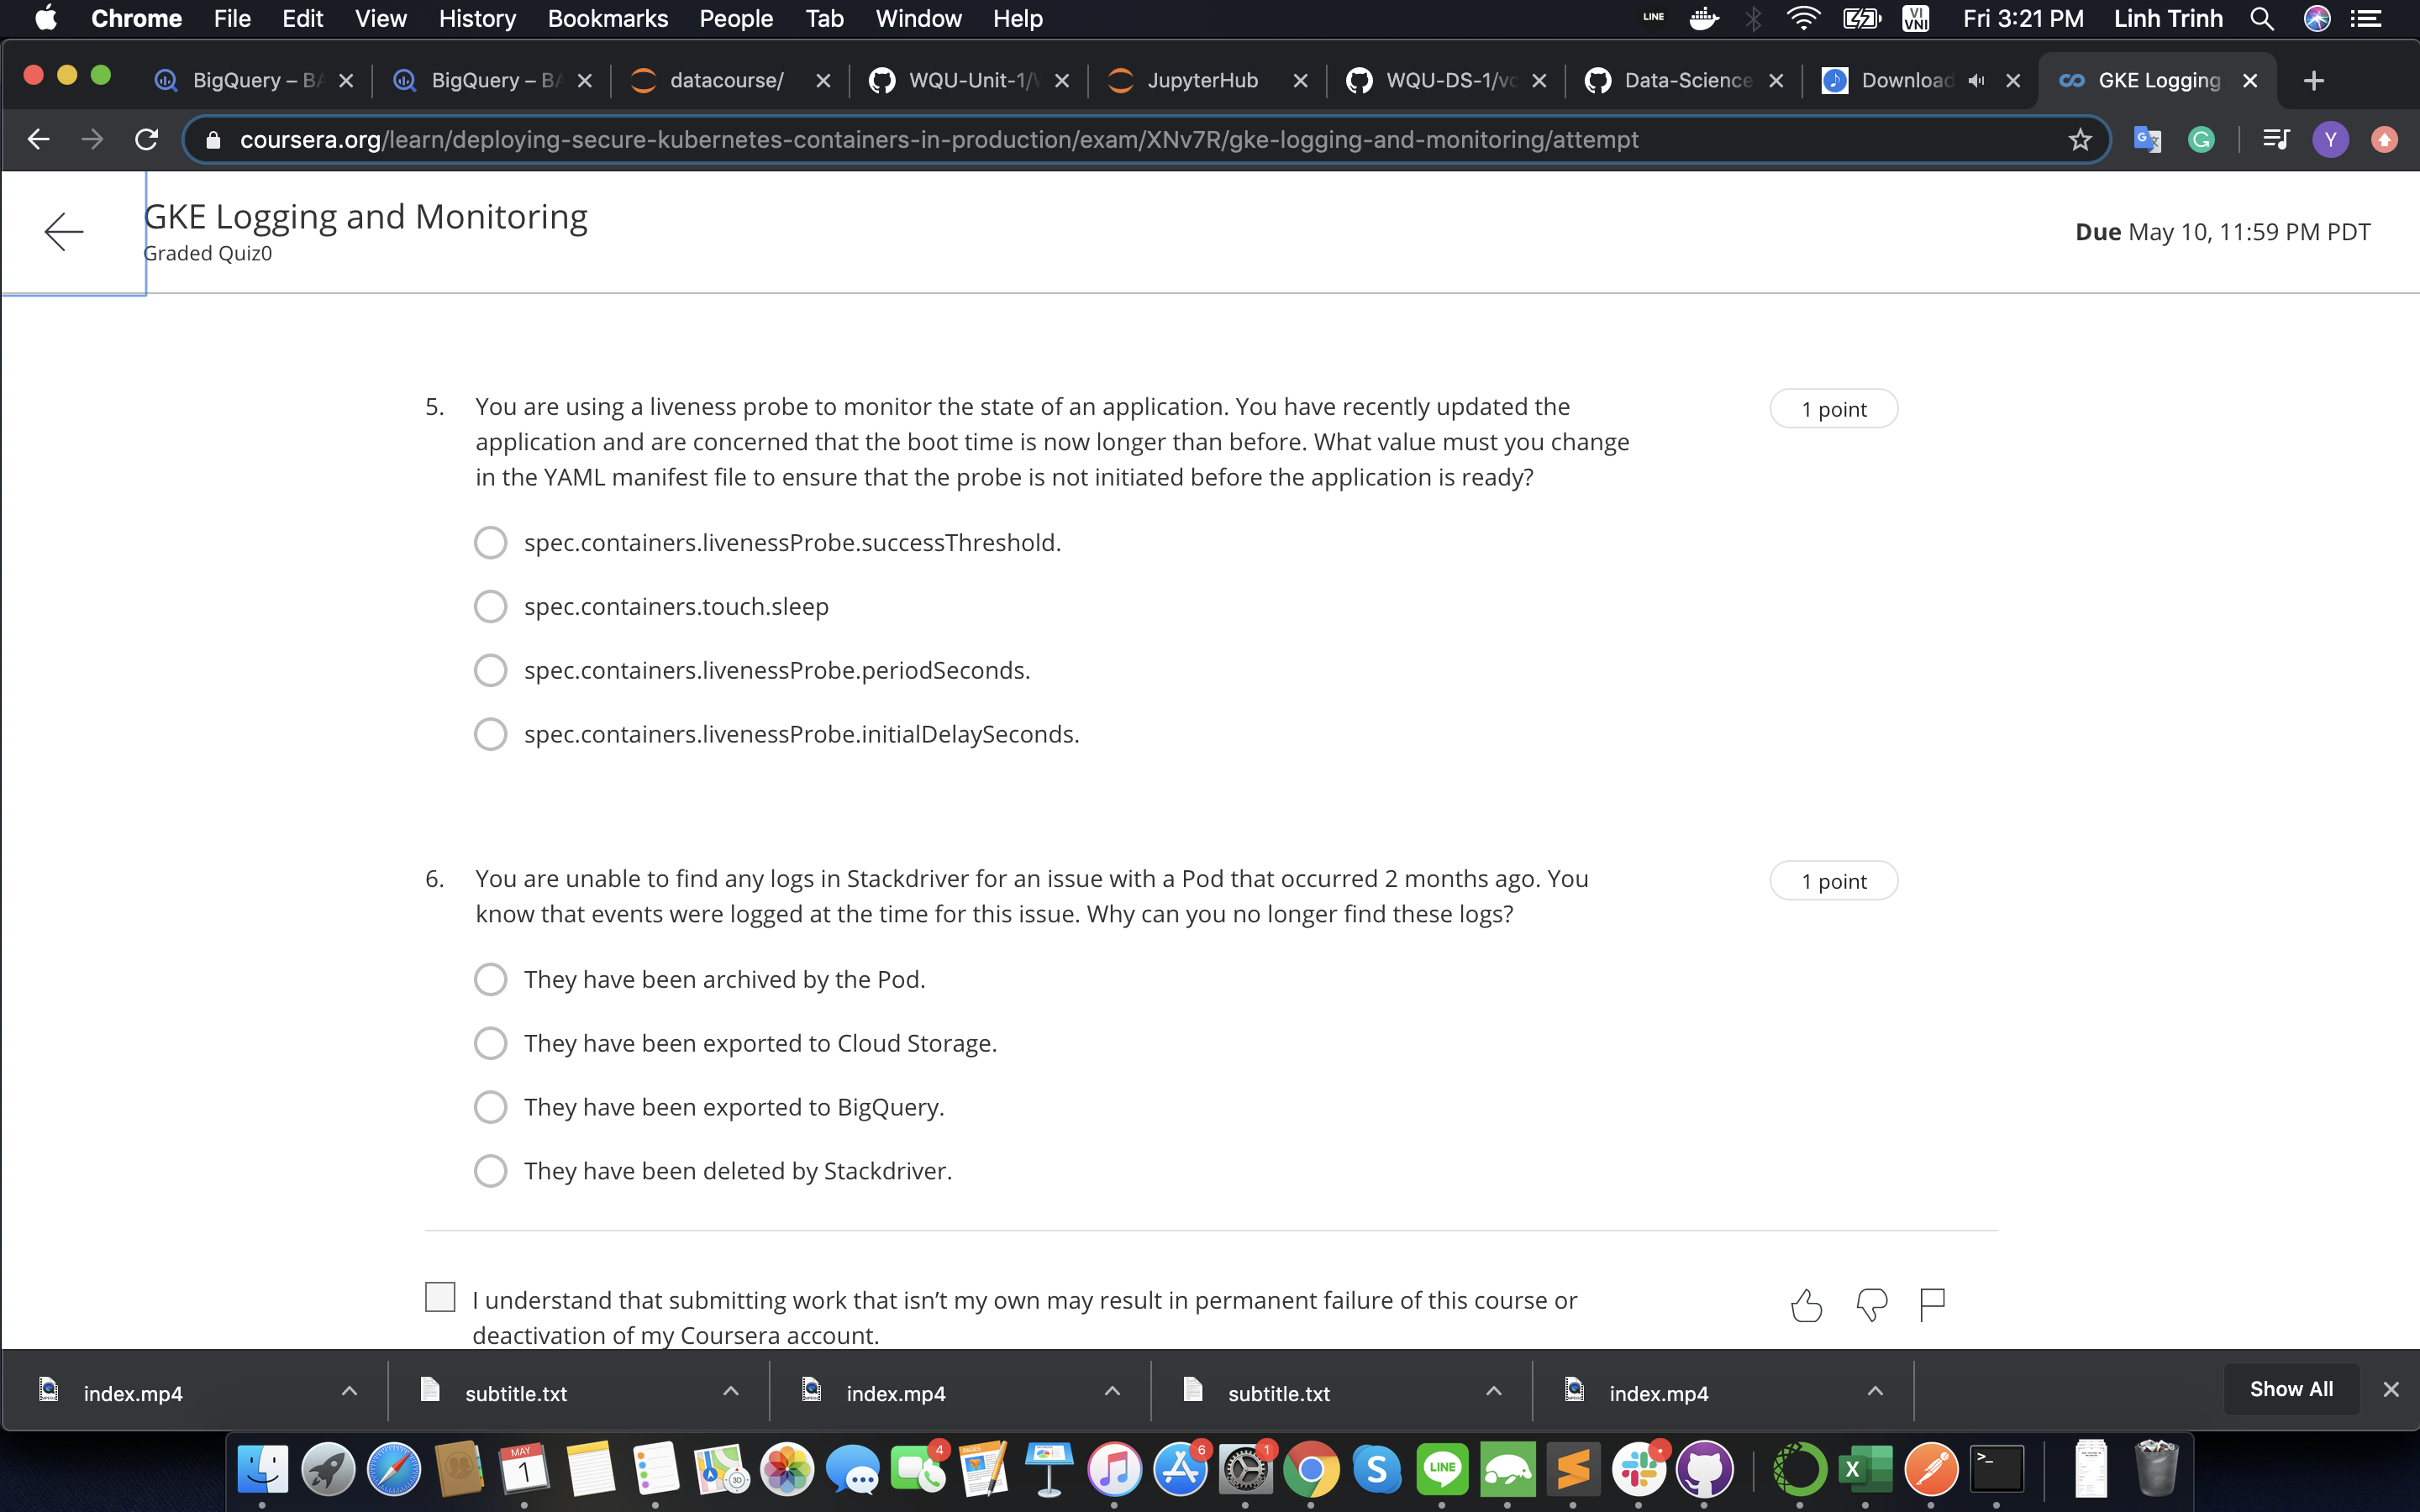 Chrome File Edit View History Bookmarks People Tab Window Help LINE VI VNI Fri 3:21 PM Linh Trinh
BigQuery – BA BigQuery – BA datacourse/ WQU-Unit-1/ JupyterHub WQU-DS-1/vc Data-Science Download GKE Logging
coursera.org/learn/deploying-secure-kubernetes-containers-in-production/exam/XNv7R/gke-logging-and-monitoring/attempt Y
GKE Logging and Monitoring
Graded Quiz0
Due May 10, 11:59 PM PDT
5. You are using a liveness probe to monitor the state of an application. You have recently updated the
application and are concerned that the boot time is now longer than before. What value must you change
in the YAML manifest file to ensure that the probe is not initiated before the application is ready?
1 point
spec.containers.livenessProbe.successThreshold.
spec.containers.touch.sleep
spec.containers.livenessProbe.periodSeconds.
spec.containers.livenessProbe.initialDelaySeconds.
6. You are unable to find any logs in Stackdriver for an issue with a Pod that occurred 2 months ago. You
know that events were logged at the time for this issue. Why can you no longer find these logs?
1 point
They have been archived by the Pod.
They have been exported to Cloud Storage.
They have been exported to BigQuery.
They have been deleted by Stackdriver.
I understand that submitting work that isn't my own may result in permanent failure of this course or
deactivation of my Coursera account.
index.mp4 subtitle.txt index.mp4 subtitle.txt index.mp4 Show All
MAY 1 3D 4 PAGES 6 1 S LINE X >_